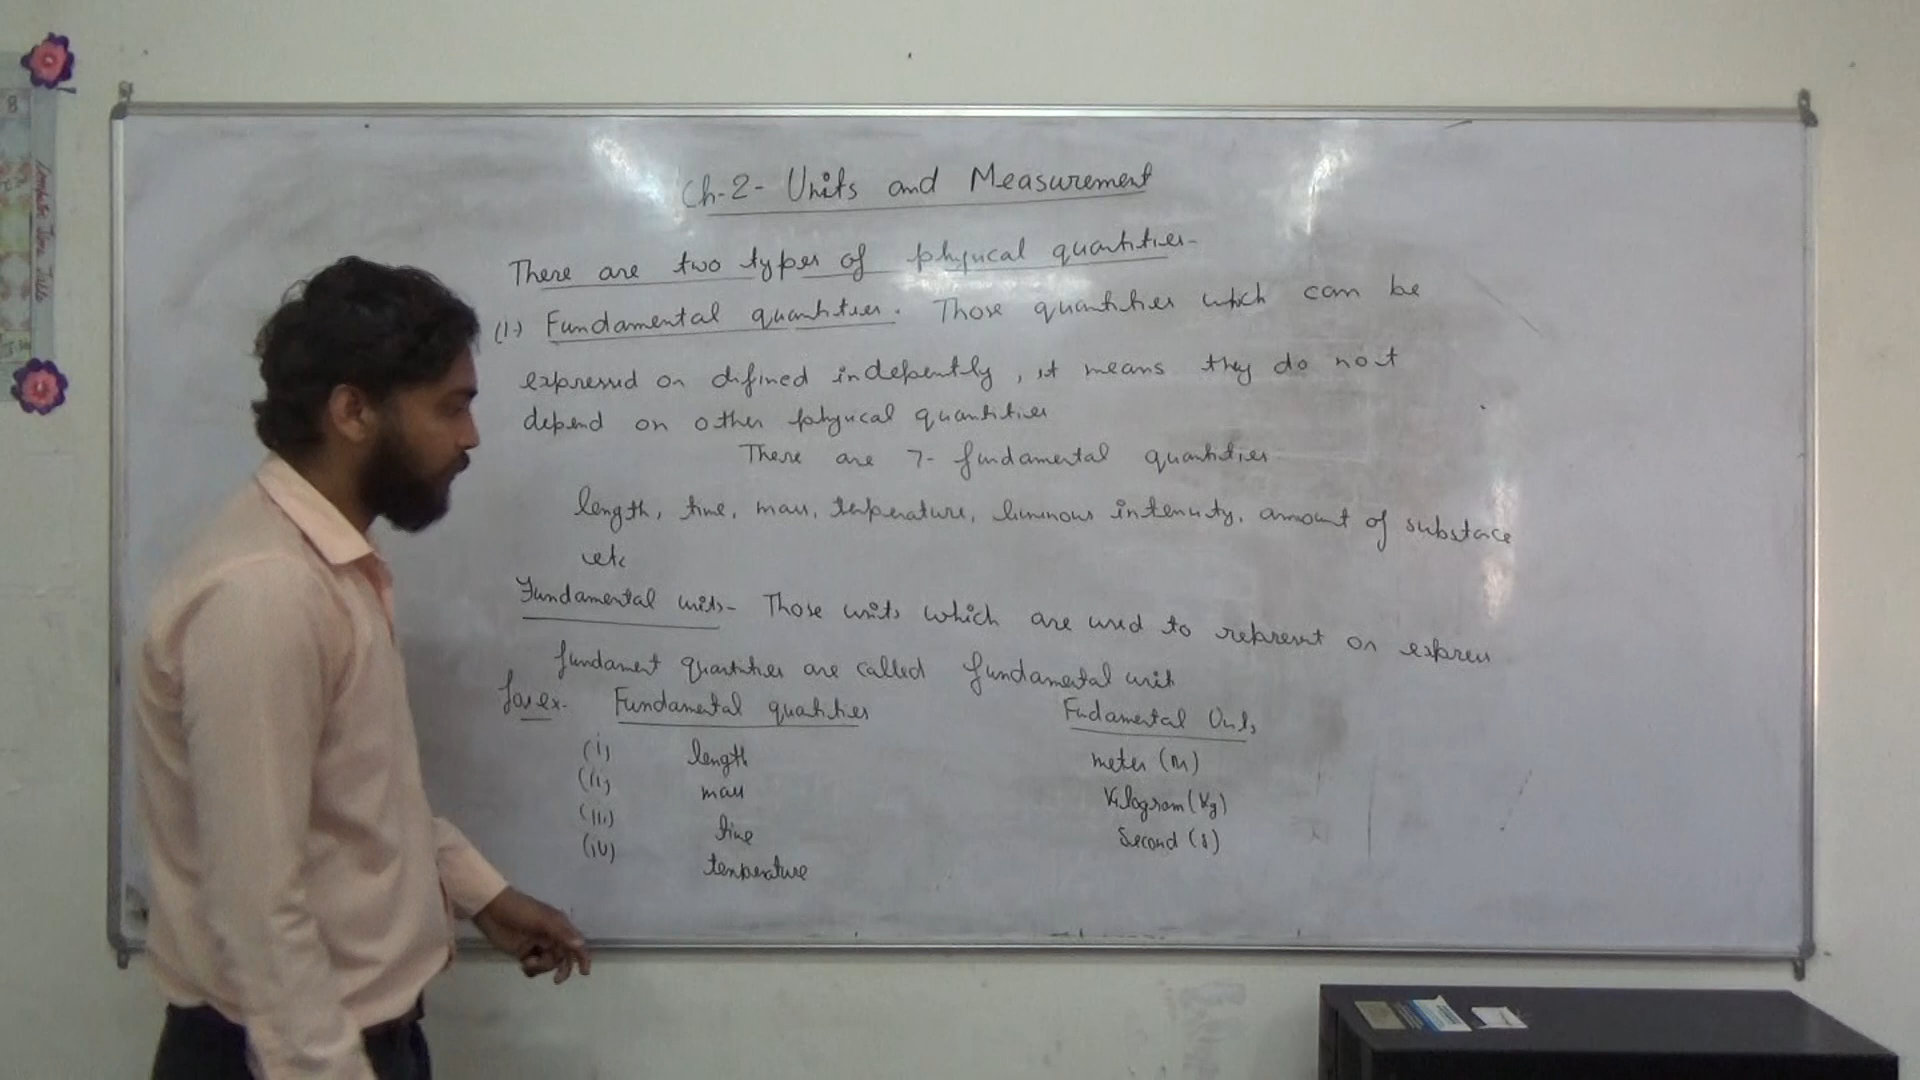 Ch-2- Units and Measurement
There are two types of physical quantities-
(1.) Fundamental quantities. Those quantities which can be
expressed or difined indepently, it means they do not
depend on other physical quantities
There are 7- fundamental quantities
length, time, mass, temperature, luminous intensity, amount of substace
etc
Fundamental units- Those units which are used to represent or express
fundament quantities are called fundamental unit
for ex- Fundamental quatities Fudamental Units
(i) length meter (m)
(ii) mass Kilogram (Kg)
(iii) time Second (s)
(iv) temperature